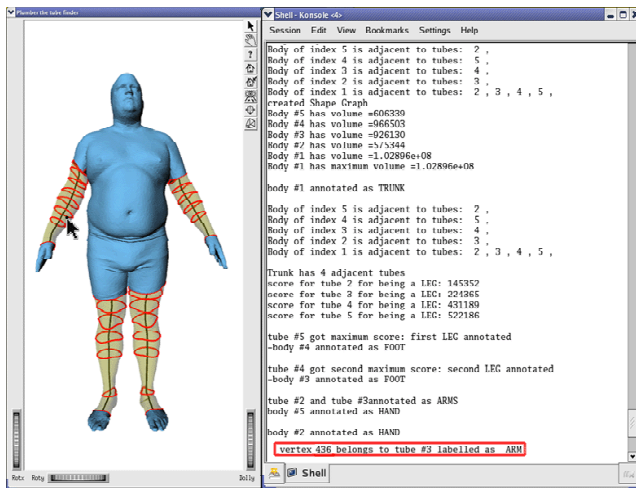 Plumber the tube finder
Rotx Roty Dolly
Shell - Konsole <4>
Session Edit View Bookmarks Settings Help
Body of index 5 is adjacent to tubes: 2 ,
Body of index 4 is adjacent to tubes: 5 ,
Body of index 3 is adjacent to tubes: 4 ,
Body of index 2 is adjacent to tubes: 3 ,
Body of index 1 is adjacent to tubes: 2 , 3 , 4 , 5 ,
created Shape Graph
Body #5 has volume =606339
Body #4 has volume =966503
Body #3 has volume =926130
Body #2 has volume =575344
Body #1 has volume =1.02896e+08
Body #1 has maximum volume =1.02896e+08
body #1 annotated as TRUNK
Body of index 5 is adjacent to tubes: 2 ,
Body of index 4 is adjacent to tubes: 5 ,
Body of index 3 is adjacent to tubes: 4 ,
Body of index 2 is adjacent to tubes: 3 ,
Body of index 1 is adjacent to tubes: 2 , 3 , 4 , 5 ,
Trunk has 4 adjacent tubes
score for tube 2 for being a LEG: 145352
score for tube 3 for being a LEG: 224365
score for tube 4 for being a LEG: 431189
score for tube 5 for being a LEG: 522186
tube #5 got maximum score: first LEG annotated
-body #4 annotated as FOOT
tube #4 got second maximum score: second LEG annotated
-body #3 annotated as FOOT
tube #2 and tube #3annotated as ARMS
body #5 annotated as HAND
body #2 annotated as HAND
vertex 436 belongs to tube #3 labelled as ARM
Shell